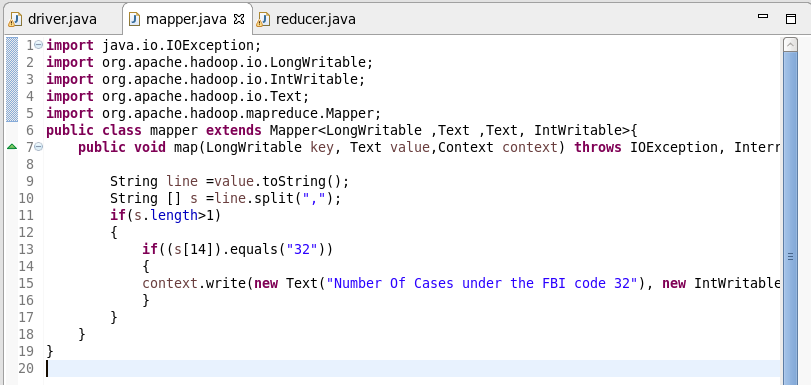 driver.java mapper.java reducer.java
1 import java.io.IOException;
2 import org.apache.hadoop.io.LongWritable;
3 import org.apache.hadoop.io.IntWritable;
4 import org.apache.hadoop.io.Text;
5 import org.apache.hadoop.mapreduce.Mapper;
6 public class mapper extends Mapper<LongWritable ,Text ,Text, IntWritable>{
7 public void map(LongWritable key, Text value,Context context) throws IOException, Interr
8
9 String line =value.toString();
10 String [] s =line.split(",");
11 if(s.length>1)
12 {
13 if((s[14]).equals("32"))
14 {
15 context.write(new Text("Number Of Cases under the FBI code 32"), new IntWritable
16 }
17 }
18 }
19 }
20